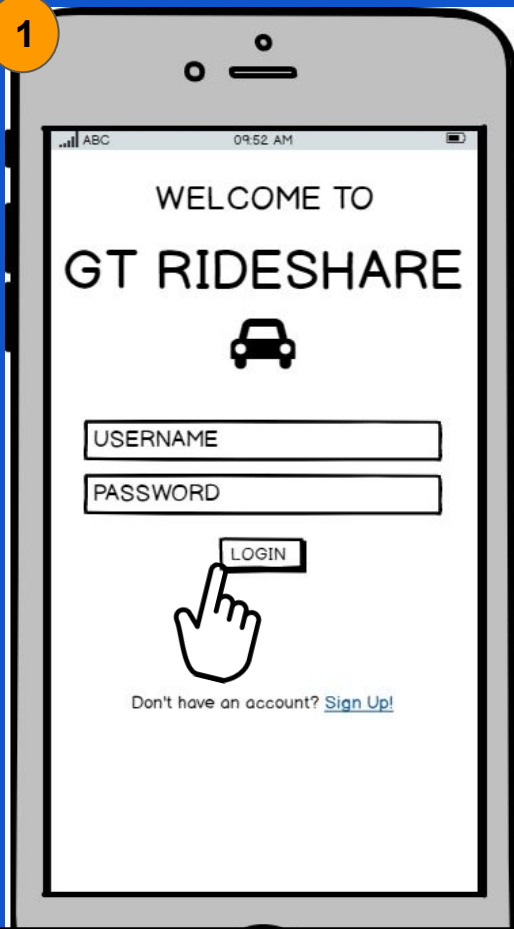 1
ABC 09:52 AM
WELCOME TO
GT RIDESHARE
USERNAME
PASSWORD
LOGIN
Don't have an account? Sign Up!